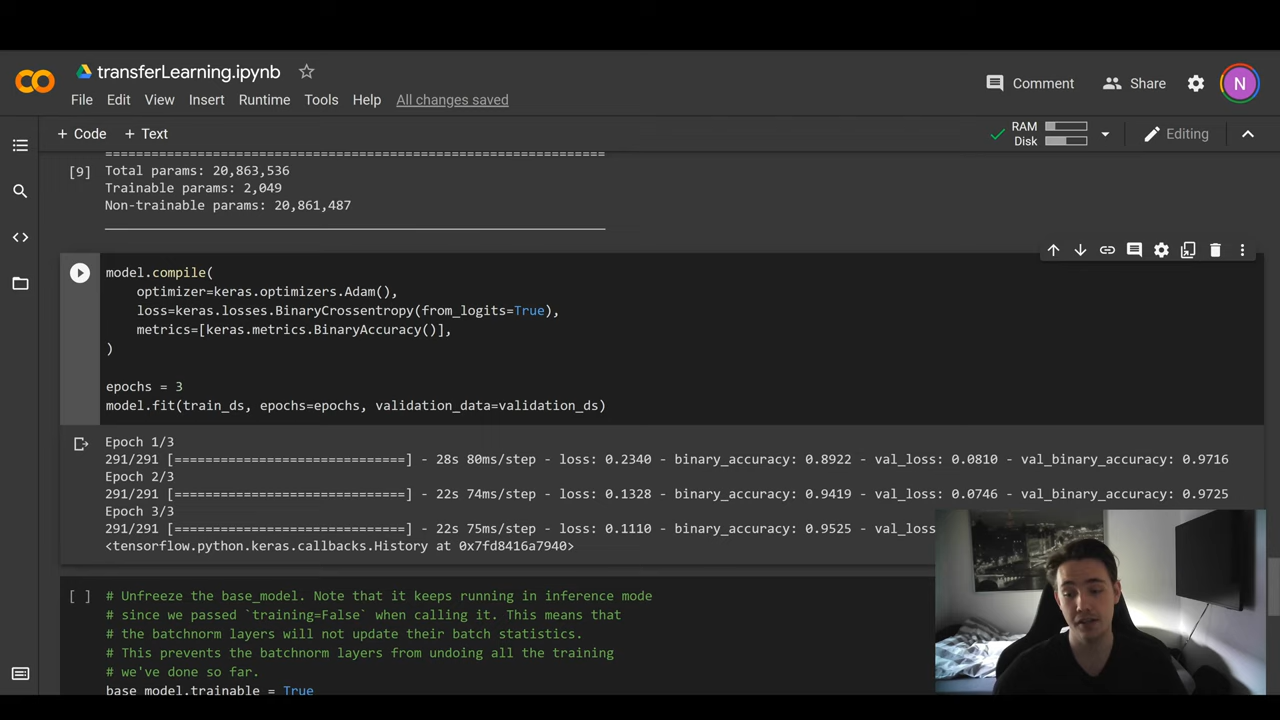 transferLearning.ipynb
Comment
Share
N
File Edit View Insert Runtime Tools Help All changes saved
+ Code + Text
RAM
Disk
Editing
[9]
Total params: 20,863,536
Trainable params: 2,049
Non-trainable params: 20,861,487
model.compile(
optimizer=keras.optimizers.Adam(),
loss=keras.losses.BinaryCrossentropy(from_logits=True),
metrics=[keras.metrics.BinaryAccuracy()],
)
epochs = 3
model.fit(train_ds, epochs=epochs, validation_data=validation_ds)
Epoch 1/3
291/291 [==============================] - 28s 80ms/step - loss: 0.2340 - binary_accuracy: 0.8922 - val_loss: 0.0810 - val_binary_accuracy: 0.9716
Epoch 2/3
291/291 [==============================] - 22s 74ms/step - loss: 0.1328 - binary_accuracy: 0.9419 - val_loss: 0.0746 - val_binary_accuracy: 0.9725
Epoch 3/3
291/291 [==============================] - 22s 75ms/step - loss: 0.1110 - binary_accuracy: 0.9525 - val_loss
<tensorflow.python.keras.callbacks.History at 0x7fd8416a7940>
[ ] # Unfreeze the base_model. Note that it keeps running in inference mode
# since we passed `training=False` when calling it. This means that
# the batchnorm layers will not update their batch statistics.
# This prevents the batchnorm layers from undoing all the training
# we've done so far.
base_model.trainable = True